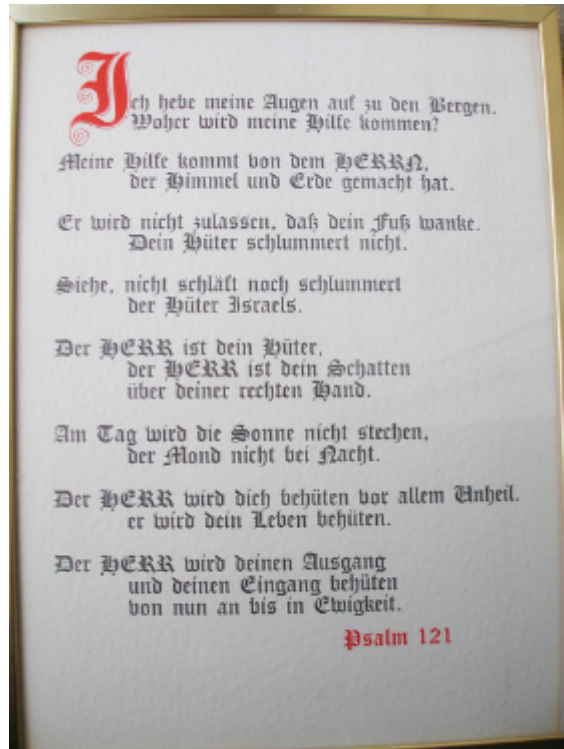 Ich hebe meine Augen auf zu den Bergen.
Woher wird meine Hilfe kommen?
Meine Hilfe kommt von dem HERRN,
der Himmel und Erde gemacht hat.
Er wird nicht zulassen, daß dein Fuß wanke.
Dein Hüter schlummert nicht.
Siehe, nicht schläft noch schlummert
der Hüter Israels.
Der HERR ist dein Hüter,
der HERR ist dein Schatten
über deiner rechten Hand.
Am Tag wird die Sonne nicht stechen,
der Mond nicht bei Nacht.
Der HERR wird dich behüten vor allem Unheil.
er wird dein Leben behüten.
Der HERR wird deinen Ausgang
und deinen Eingang behüten
von nun an bis in Ewigkeit.
Psalm 121